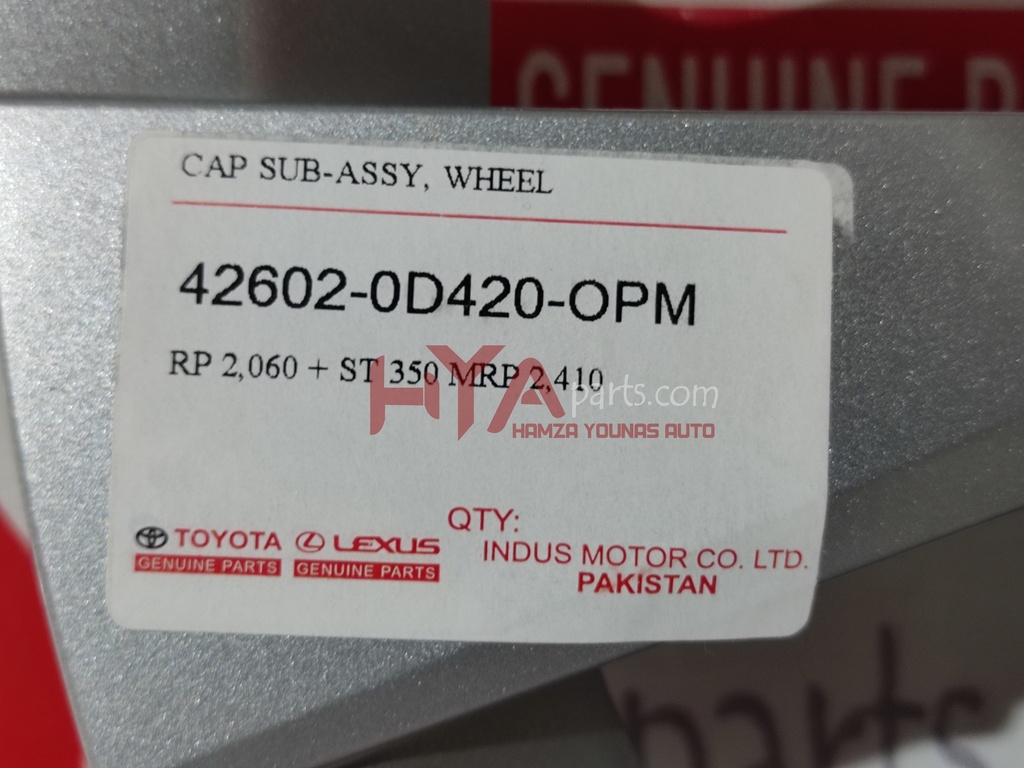 GENUINE P
CAP SUB-ASSY, WHEEL
42602-0D420-OPM
RP 2,060 + ST 350 MRP 2,410
HYAparts.com
HAMZA YOUNAS AUTO
QTY:
TOYOTA LEXUS
GENUINE PARTS GENUINE PARTS
INDUS MOTOR CO. LTD.
PAKISTAN
parts